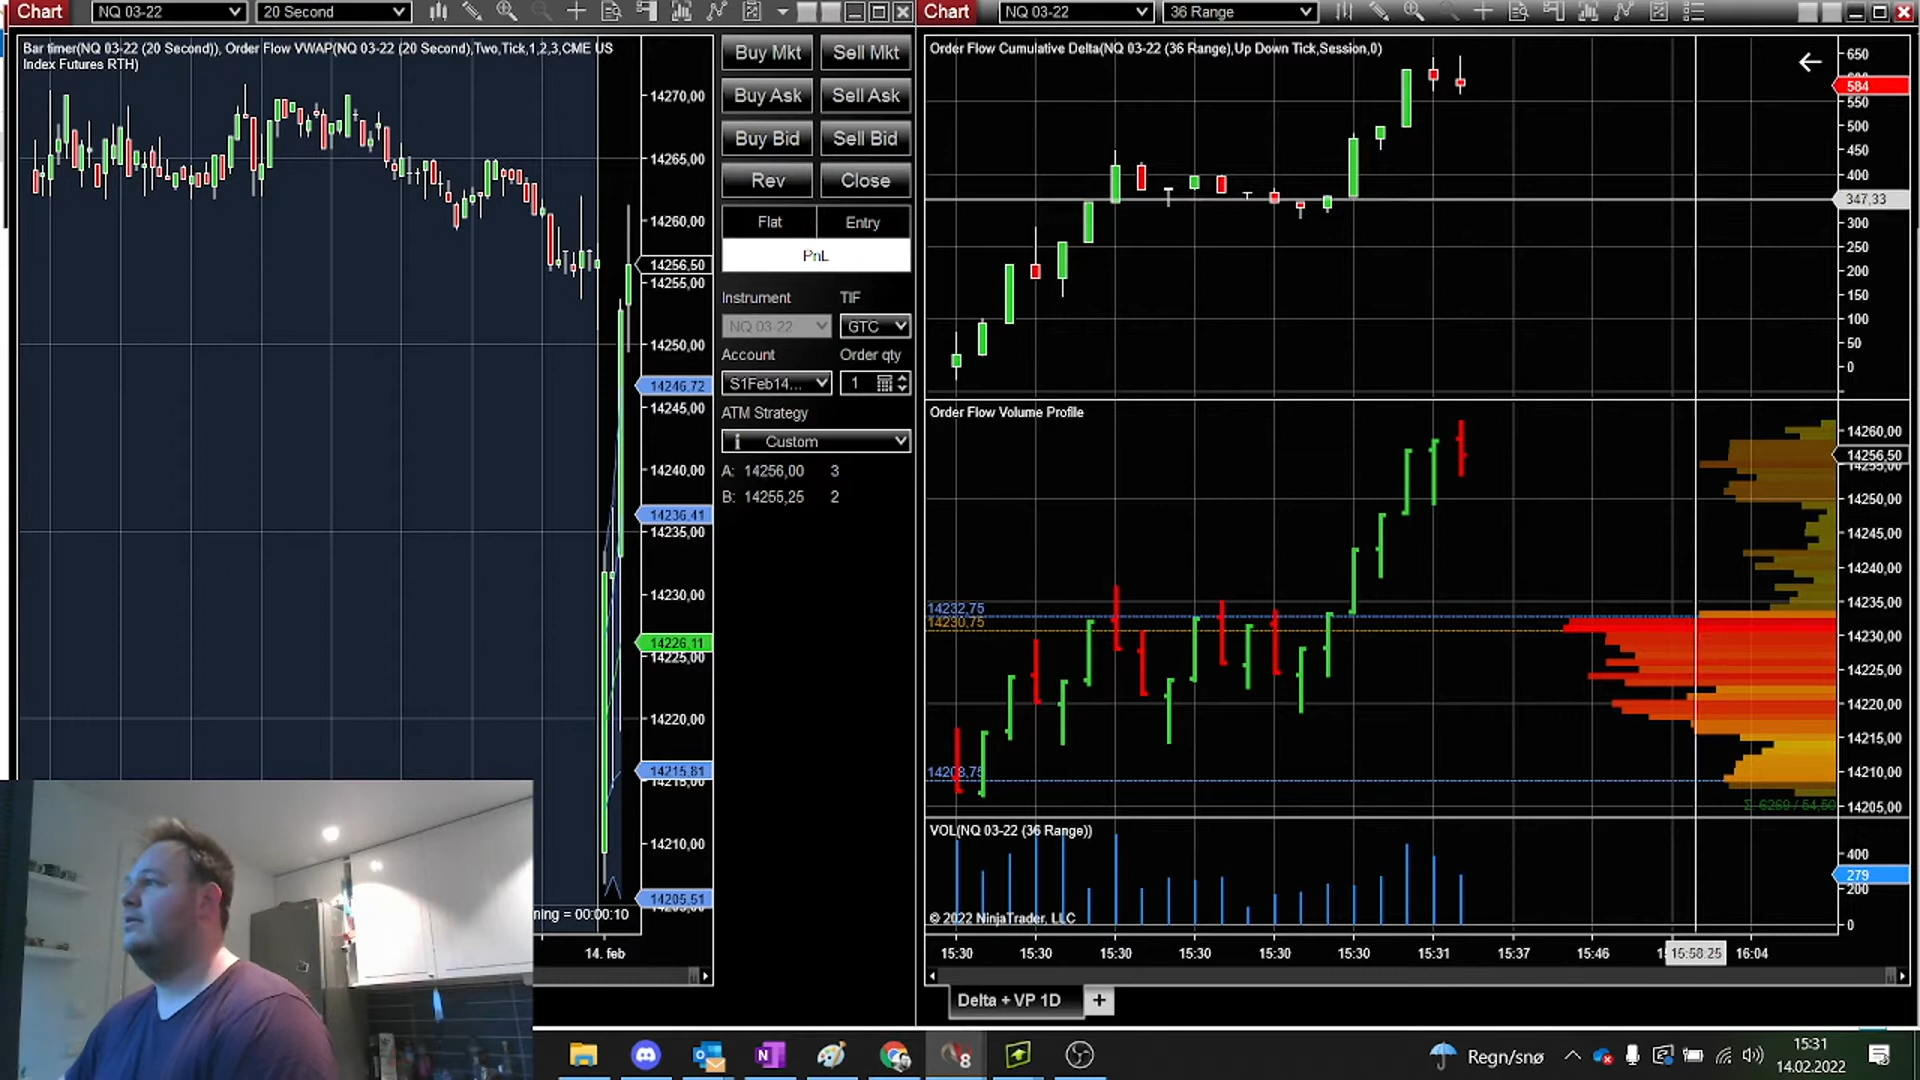 Chart NQ 03-22 20 Second
Chart NQ 03-22 36 Range
Bar timer(NQ 03-22 (20 Second)), Order Flow VWAP(NQ 03-22 (20 Second),Two,Tick,1,2,3,CME US
Index Futures RTH)
14270,00
14265,00
14260,00
14256,50
14255,00
14250,00
14246,72
14245,00
14240,00
14236,41
14235,00
14230,00
14226,11
14225,00
14220,00
14215,81
14210,00
14205,51
ning = 00:00:10
14. feb
Buy Mkt Sell Mkt
Buy Ask Sell Ask
Buy Bid Sell Bid
Rev Close
Flat Entry
PnL
Instrument TIF
NQ 03-22 GTC
Account Order qty
S1Feb14... 1
ATM Strategy
Custom
A: 14256,00 3
B: 14255,25 2
Order Flow Cumulative Delta(NQ 03-22 (36 Range),Up Down Tick,Session,0)
650
584
550
500
450
400
347,33
300
250
200
150
100
50
0
Order Flow Volume Profile
14260,00
14256,50
14255,00
14250,00
14245,00
14240,00
14235,00
14230,00
14225,00
14220,00
14215,00
14210,00
14205,00
14232,75
14230,75
14208,75
Σ 6269 / 54,50
VOL(NQ 03-22 (36 Range))
400
279
200
0
© 2022 NinjaTrader, LLC
15:30 15:30 15:30 15:30 15:30 15:30 15:31 15:37 15:46 15:58:25 16:04
Delta + VP 1D +
8
Regn/snø
15:31
14.02.2022